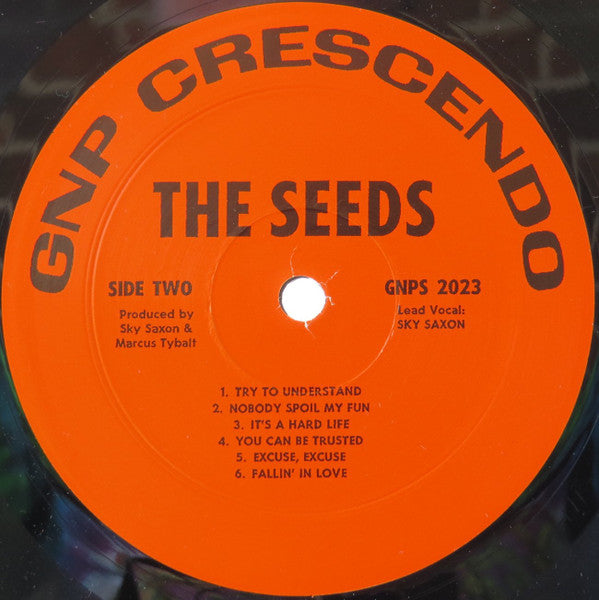 GNP CRESCENDO
THE SEEDS
SIDE TWO
Produced by
Sky Saxon &
Marcus Tybalt
GNPS 2023
Lead Vocal:
SKY SAXON
1. TRY TO UNDERSTAND
2. NOBODY SPOIL MY FUN
3. IT'S A HARD LIFE
4. YOU CAN BE TRUSTED
5. EXCUSE, EXCUSE
6. FALLIN' IN LOVE